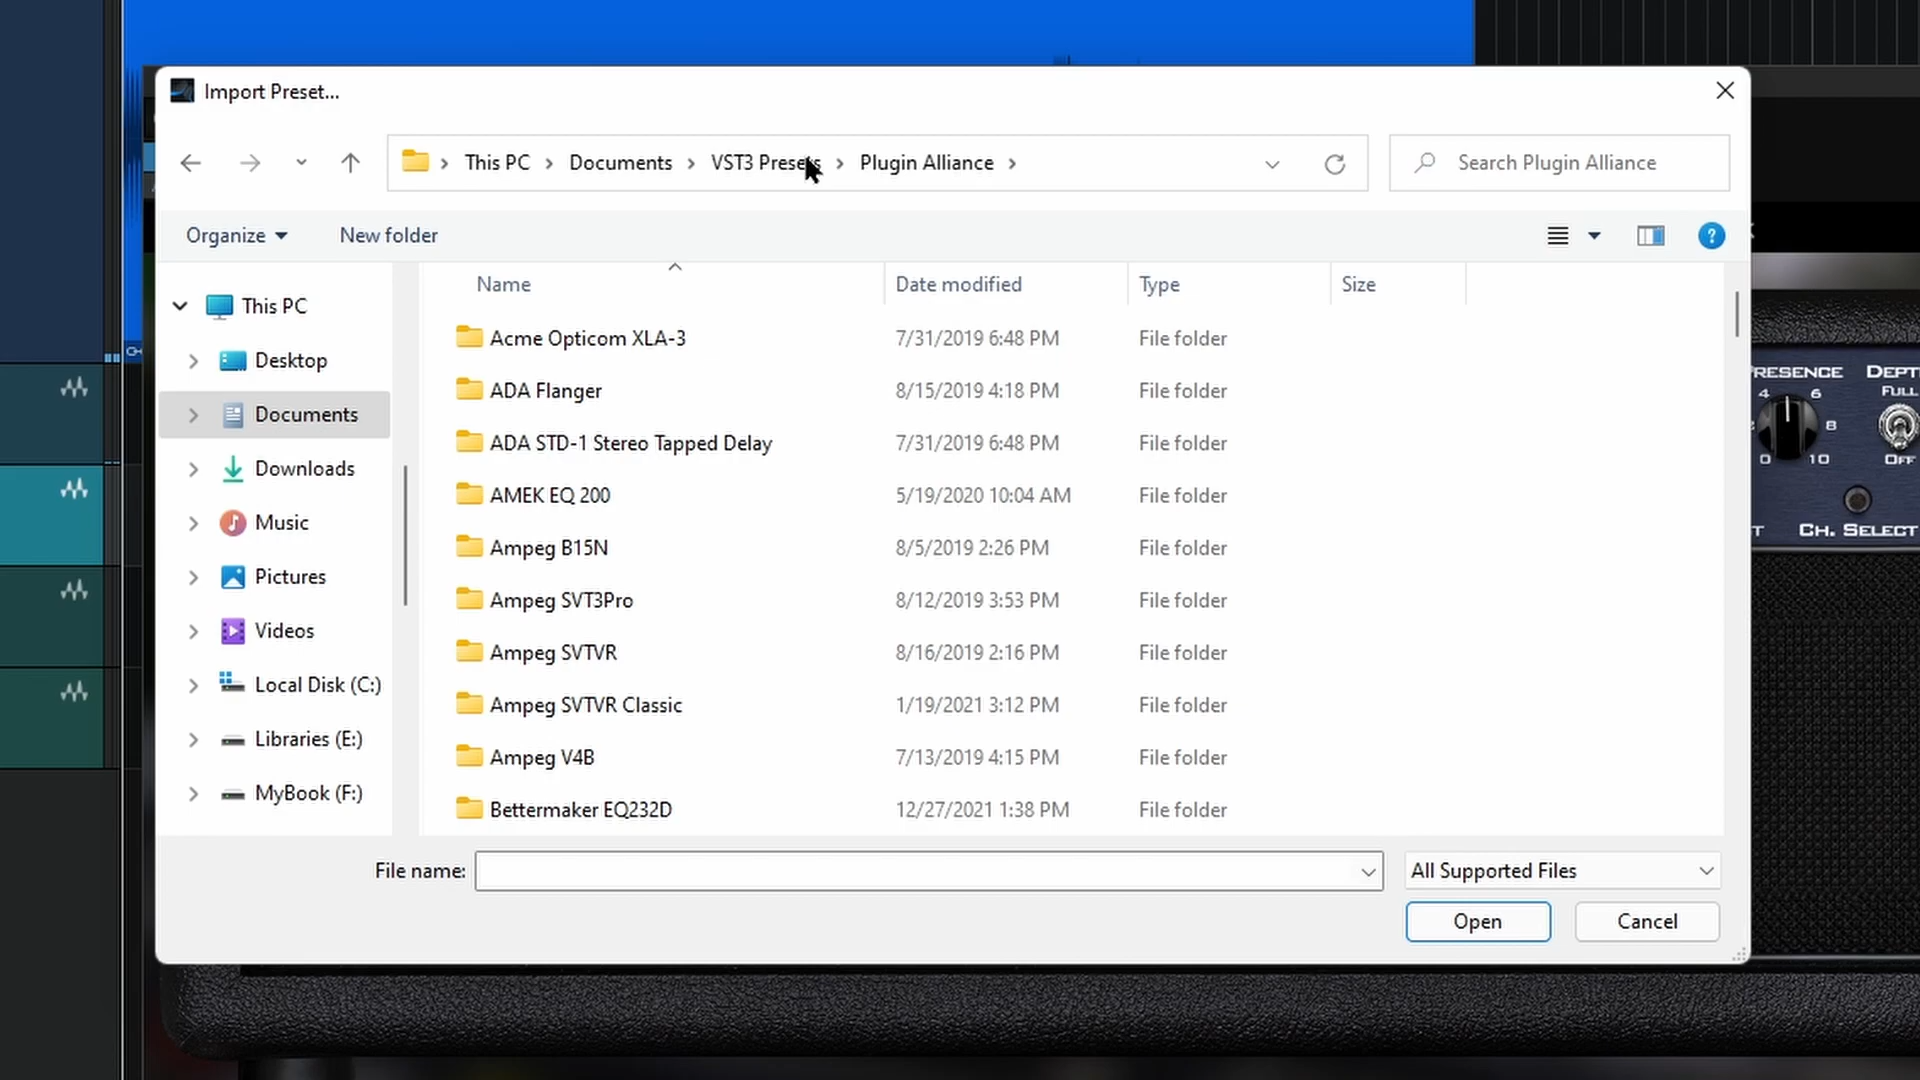 Import Preset...
This PC > Documents > VST3 Presets > Plugin Alliance >
Search Plugin Alliance
Organize
New folder
?
Name
Date modified
Type
Size
This PC
Desktop
Documents
Downloads
Music
Pictures
Videos
Local Disk (C:)
Libraries (E:)
MyBook (F:)
Acme Opticom XLA-3 7/31/2019 6:48 PM File folder
ADA Flanger 8/15/2019 4:18 PM File folder
ADA STD-1 Stereo Tapped Delay 7/31/2019 6:48 PM File folder
AMEK EQ 200 5/19/2020 10:04 AM File folder
Ampeg B15N 8/5/2019 2:26 PM File folder
Ampeg SVT3Pro 8/12/2019 3:53 PM File folder
Ampeg SVTVR 8/16/2019 2:16 PM File folder
Ampeg SVTVR Classic 1/19/2021 3:12 PM File folder
Ampeg V4B 7/13/2019 4:15 PM File folder
Bettermaker EQ232D 12/27/2021 1:38 PM File folder
File name:
All Supported Files
Open
Cancel
RESENCE DEPT
4 6 FULL
8
0 10 OFF
T CH. SELECT